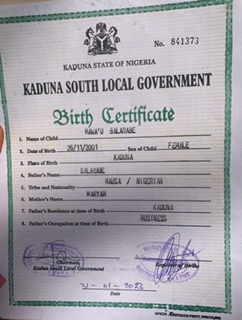 No. 841373
KADUNA STATE OF NIGERIA
KADUNA SOUTH LOCAL GOVERNMENT
Birth Certificate
1. Name of Child HAWA'U BALARABE
2. Date of Birth 26/11/2001 Sex of Child FEMALE
3. Place of Birth KADUNA
4. Father's Name BALARABE
5. Tribe and Nationality HAUSA / NIGERIAN
6. Mother's Name MARYAM
7. Father's Residence at time of Birth KADUNA
8. Father's Occupation at time of Birth BUSINESS
Chairman,
Kaduna South Local Government
Date